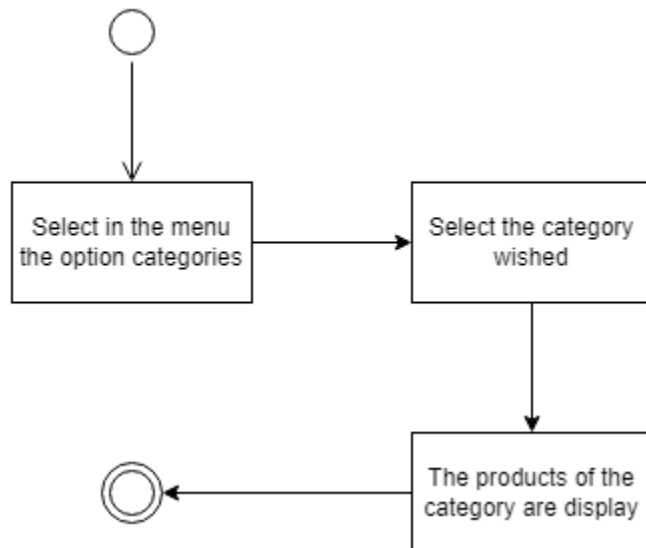 Select in the menu
the option categories
Select the category
wished
The products of the
category are display